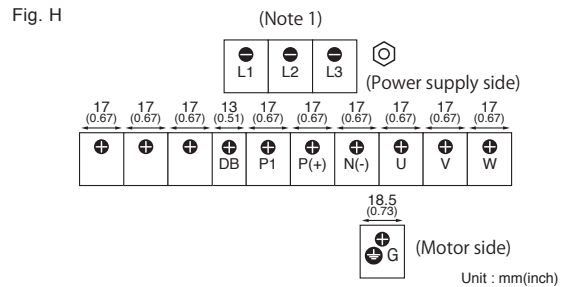 Fig. H
(Note 1)
L1 L2 L3
(Power supply side)
17 17 17 13 17 17 17 17 17 17
(0.67) (0.67) (0.67) (0.51) (0.67) (0.67) (0.67) (0.67) (0.67) (0.67)
DB P1 P(+) N(-) U V W
18.5
(0.73)
G
(Motor side)
Unit : mm(inch)